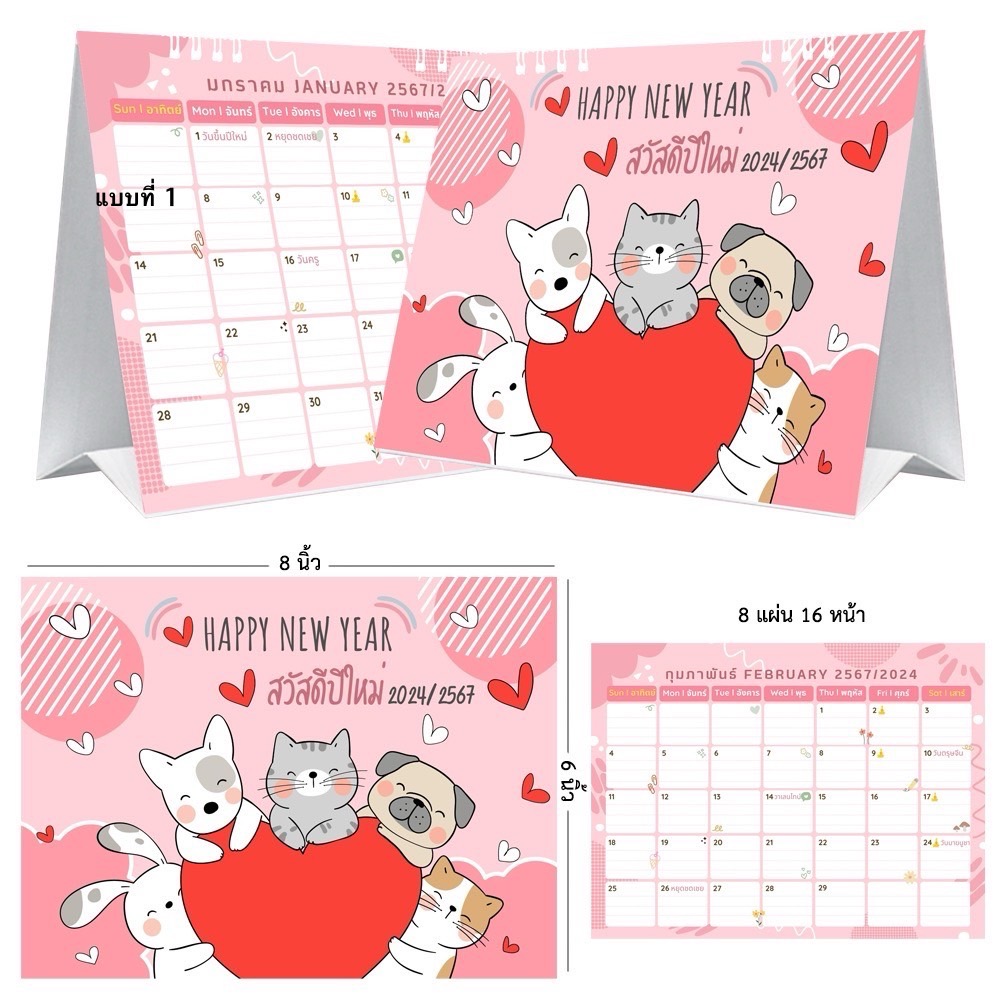 มกราคม JANUARY 2567/2
Sun | อาทิตย์ Mon | จันทร์ Tue | อังคาร Wed | พุธ Thu | พฤหัส
1 วันขึ้นปีใหม่ 2 หยุดชดเชย 3 4
แบบที่ 1
8 9 10 11
14 15 16 วันครู 17
21 22 23 24
28 29 30 31
HAPPY NEW YEAR
สวัสดีปีใหม่ 2024/2567
8 นิ้ว
HAPPY NEW YEAR
สวัสดีปีใหม่ 2024/2567
6 นิ้ว
8 แผ่น 16 หน้า
กุมภาพันธ์ FEBRUARY 2567/2024
Sun | อาทิตย์ Mon | จันทร์ Tue | อังคาร Wed | พุธ Thu | พฤหัส Fri | ศุกร์ Sat | เสาร์
1 2 3
4 5 6 7 8 9 10 วันตรุษจีน
11 12 13 14 วาเลนไทน์ 15 16 17
18 19 20 21 22 23 24 วันมาฆบูชา
25 26 หยุดชดเชย 27 28 29